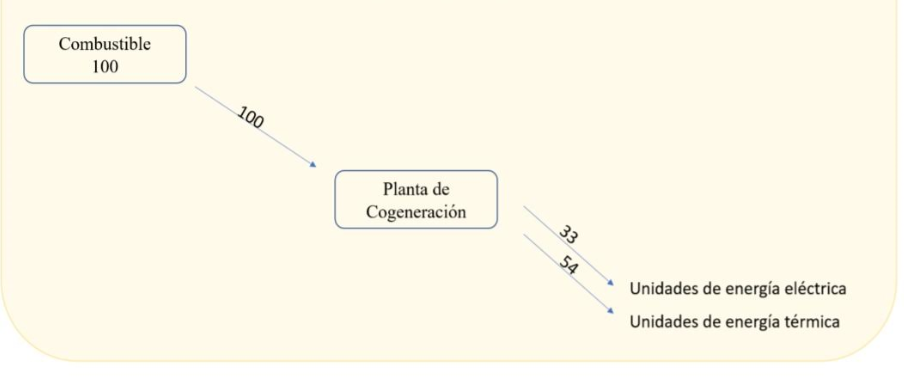 Combustible
100
100
Planta de
Cogeneración
33
54
Unidades de energía eléctrica
Unidades de energía térmica